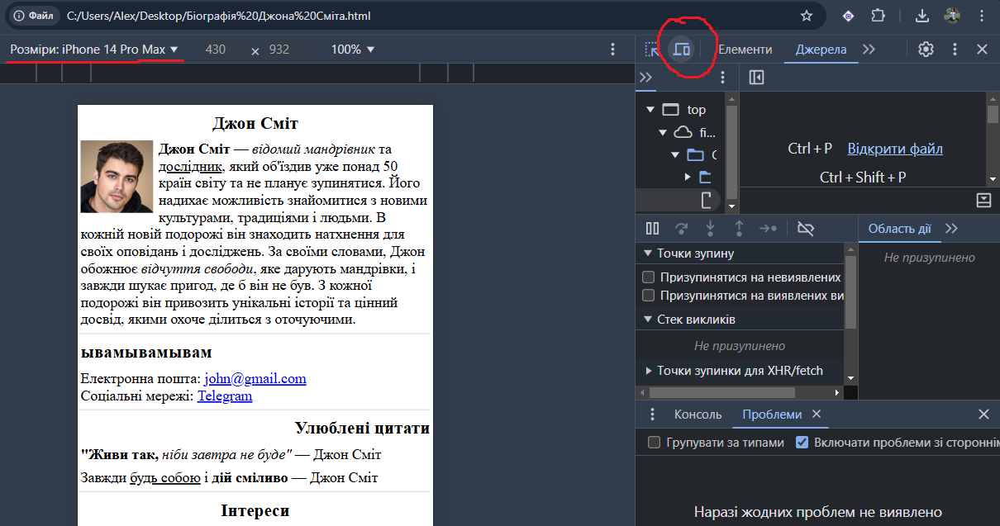 Файл C:/Users/Alex/Desktop/Біографія%20Джона%20Сміта.html
Розміри: iPhone 14 Pro Max ▼ 430 × 932 100% ▼
Елементи Джерела
top
fi...
Ctrl + P Відкрити файл
Ctrl + Shift + P
Область дії
Не призупинено
Точки зупину
Призупинятися на невиявлених
Призупинятися на виявлених ви
Стек викликів
Не призупинено
Точки зупинки для XHR/fetch
Консоль Проблеми
Групувати за типами Включати проблеми зі стороннім
Наразі жодних проблем не виявлено
Джон Сміт
Джон Сміт — відомий мандрівник та
дослідник, який об'їздив уже понад 50
країн світу та не планує зупинятися. Його
надихає можливість знайомитися з новими
культурами, традиціями і людьми. В
кожній новій подорожі він знаходить натхнення для
своїх оповідань і досліджень. За своїми словами, Джон
обожнює відчуття свободи, яке дарують мандрівки, і
завжди шукає пригод, де б він не був. З кожної
подорожі він привозить унікальні історії та цінний
досвід, якими охоче ділиться з оточуючими.
ывамывамывам
Електронна пошта: john@gmail.com
Соціальні мережі: Telegram
Улюблені цитати
"Живи так, ніби завтра не буде" — Джон Сміт
Завжди будь собою і дій сміливо — Джон Сміт
Інтереси